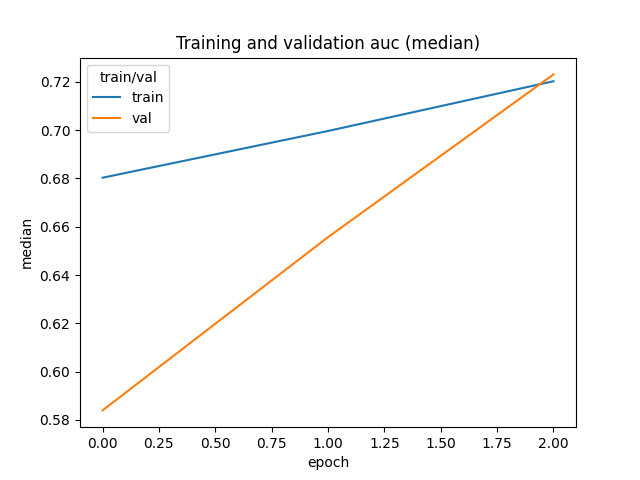 Training and validation auc (median)
train/val
train
val
median
0.72
0.70
0.68
0.66
0.64
0.62
0.60
0.58
0.00 0.25 0.50 0.75 1.00 1.25 1.50 1.75 2.00
epoch